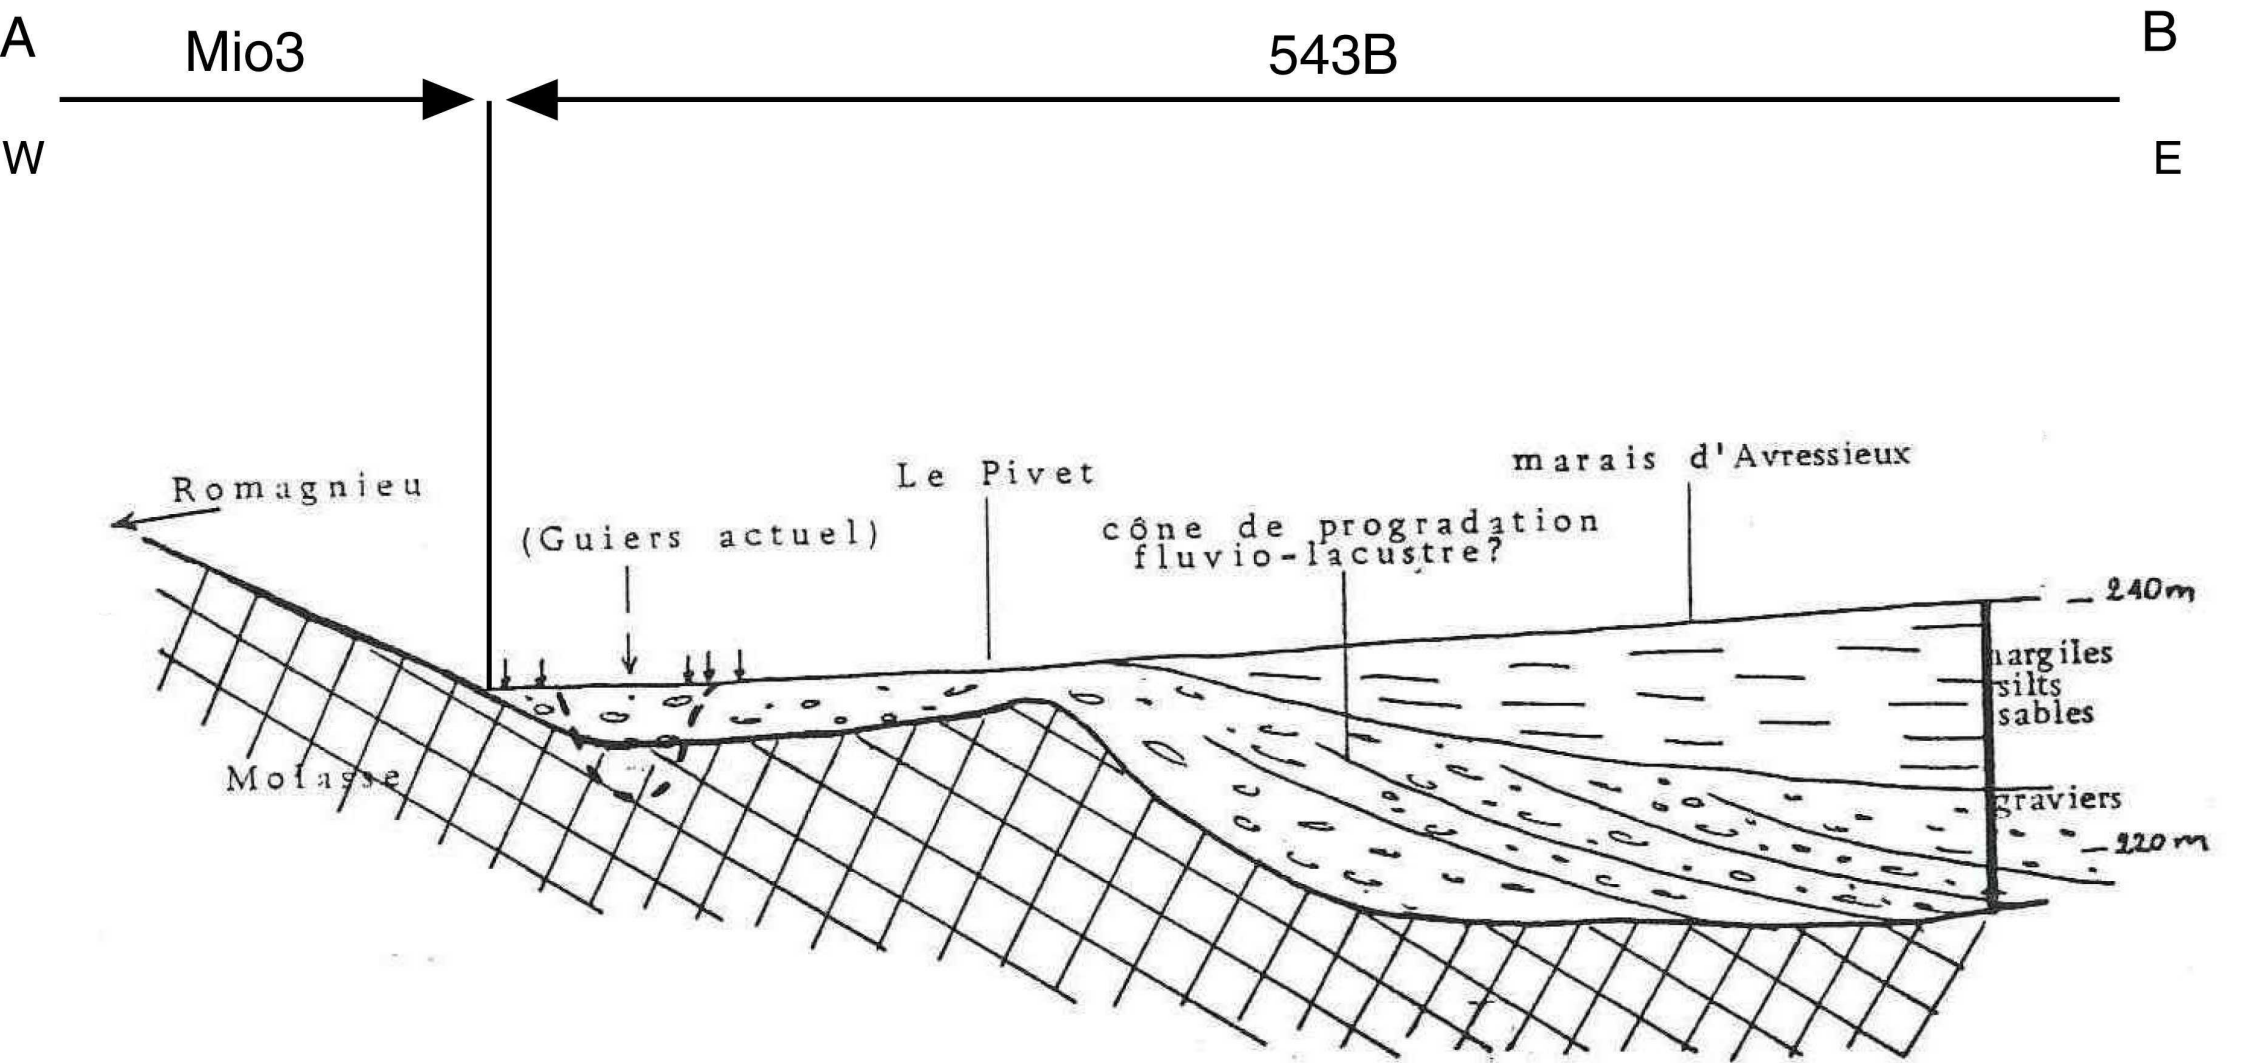 A
Mio3
543B
B
W
E
Romagnieu
(Guiers actuel)
Le Pivet
cône de progradation
fluvio-lacustre?
marais d'Avressieux
240m
argiles
silts
sables
Molasse
graviers
220m